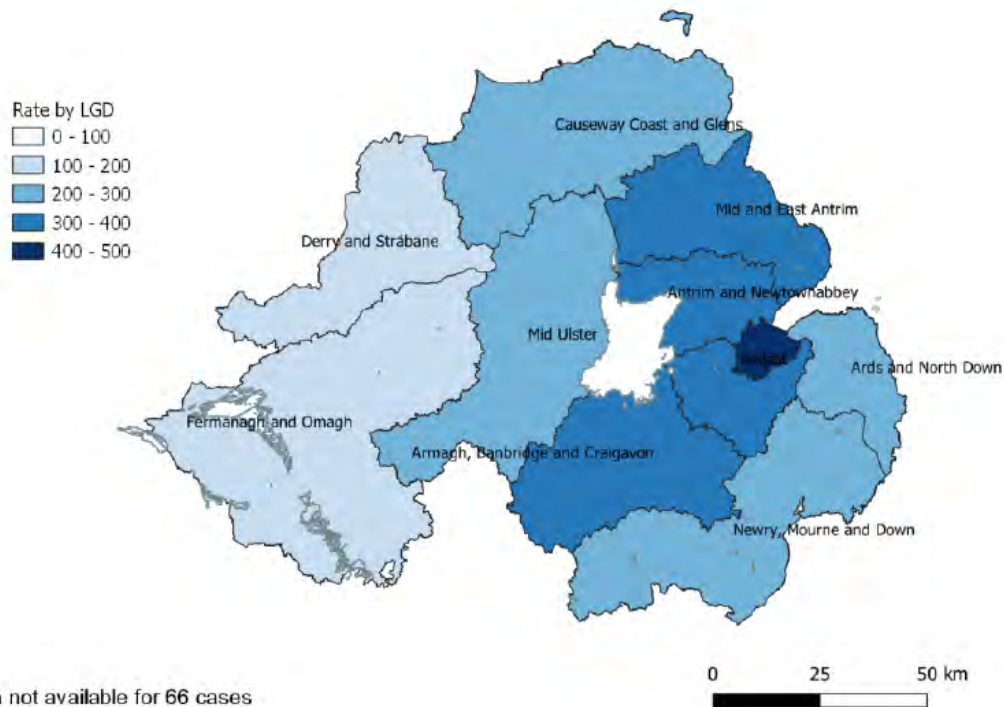 Rate by LGD
0 - 100
100 - 200
200 - 300
300 - 400
400 - 500
Causeway Coast and Glens
Mid and East Antrim
Derry and Strabane
Antrim and Newtownabbey
Mid Ulster
Belfast
Ards and North Down
Fermanagh and Omagh
Armagh, Banbridge and Craigavon
Newry, Mourne and Down
0 25 50 km
not available for 66 cases